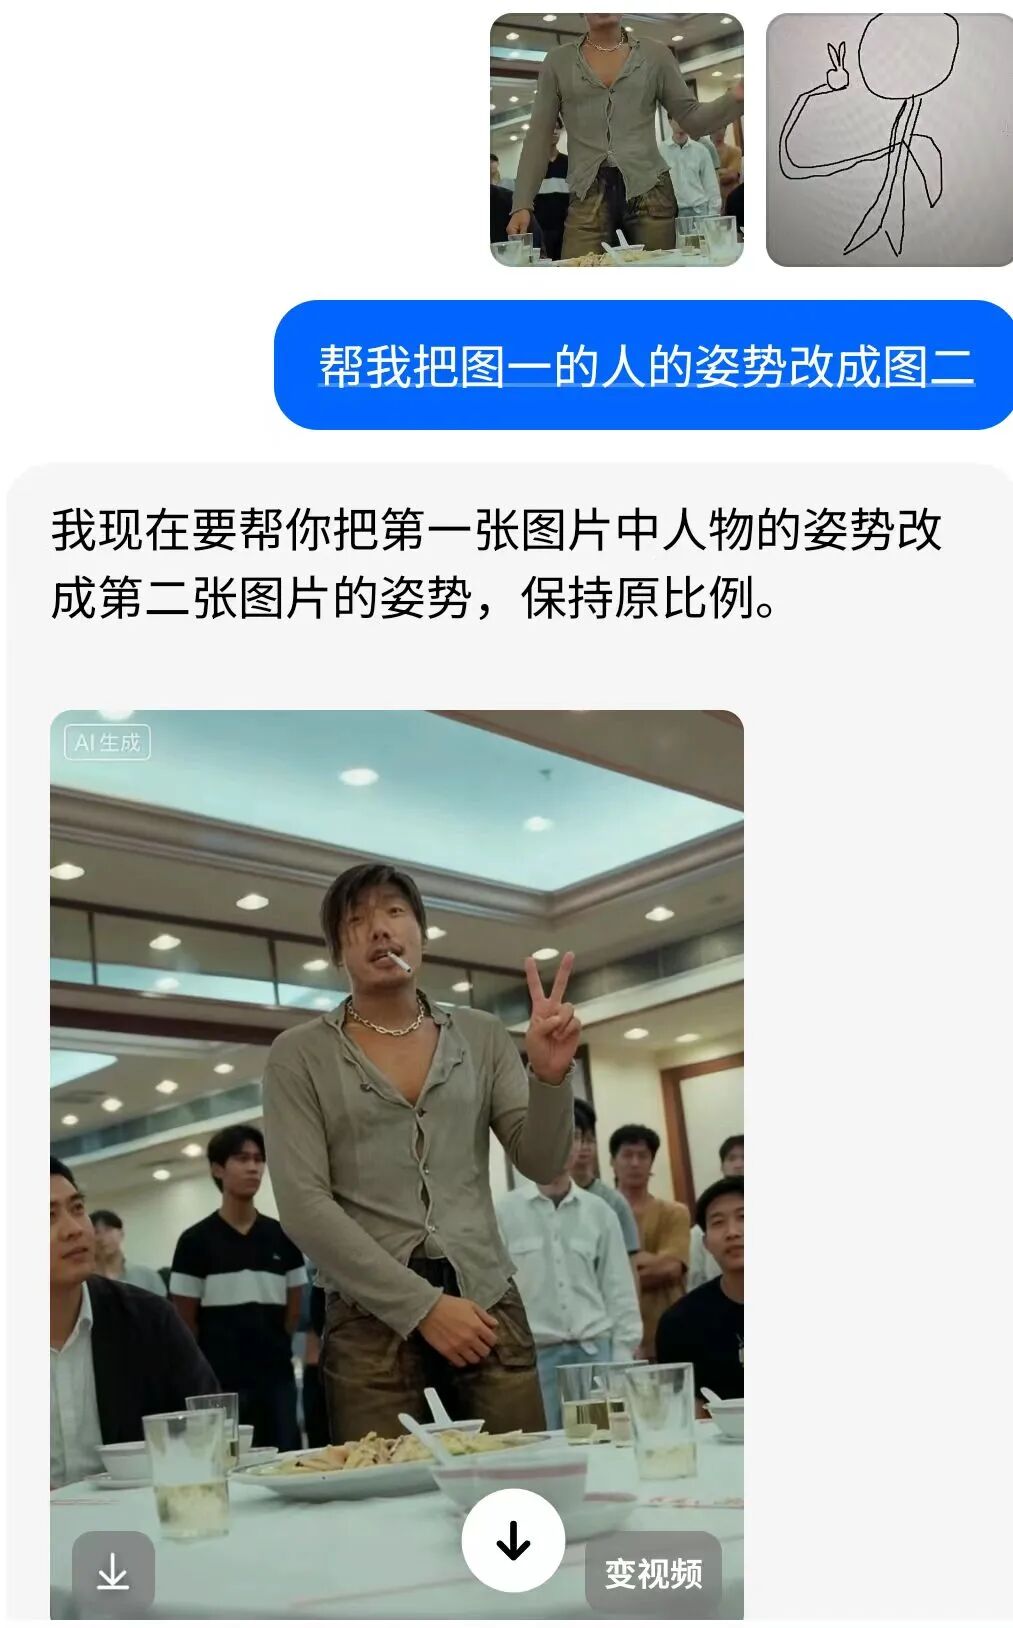 帮我把图一的人的姿势改成图二
我现在要帮你把第一张图片中人物的姿势改
成第二张图片的姿势，保持原比例。
AI生成
变视频